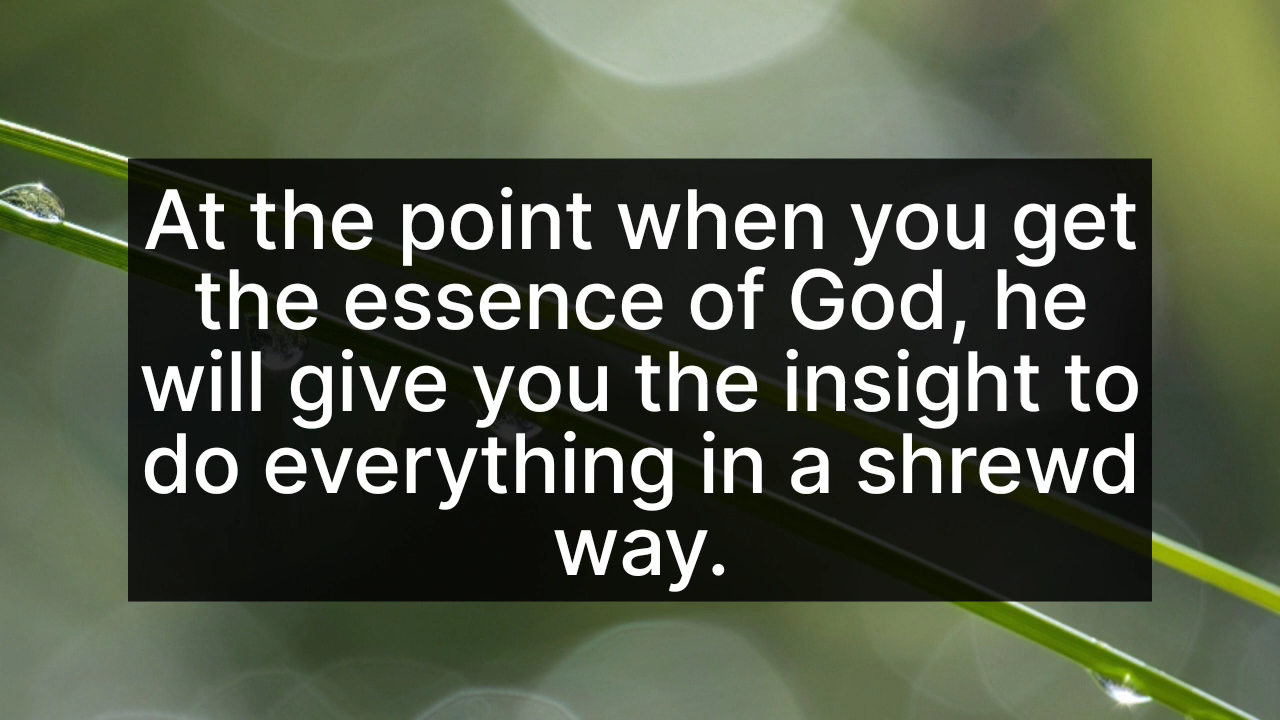 At the point when you get
the essence of God, he
will give you the insight to
do everything in a shrewd
way.